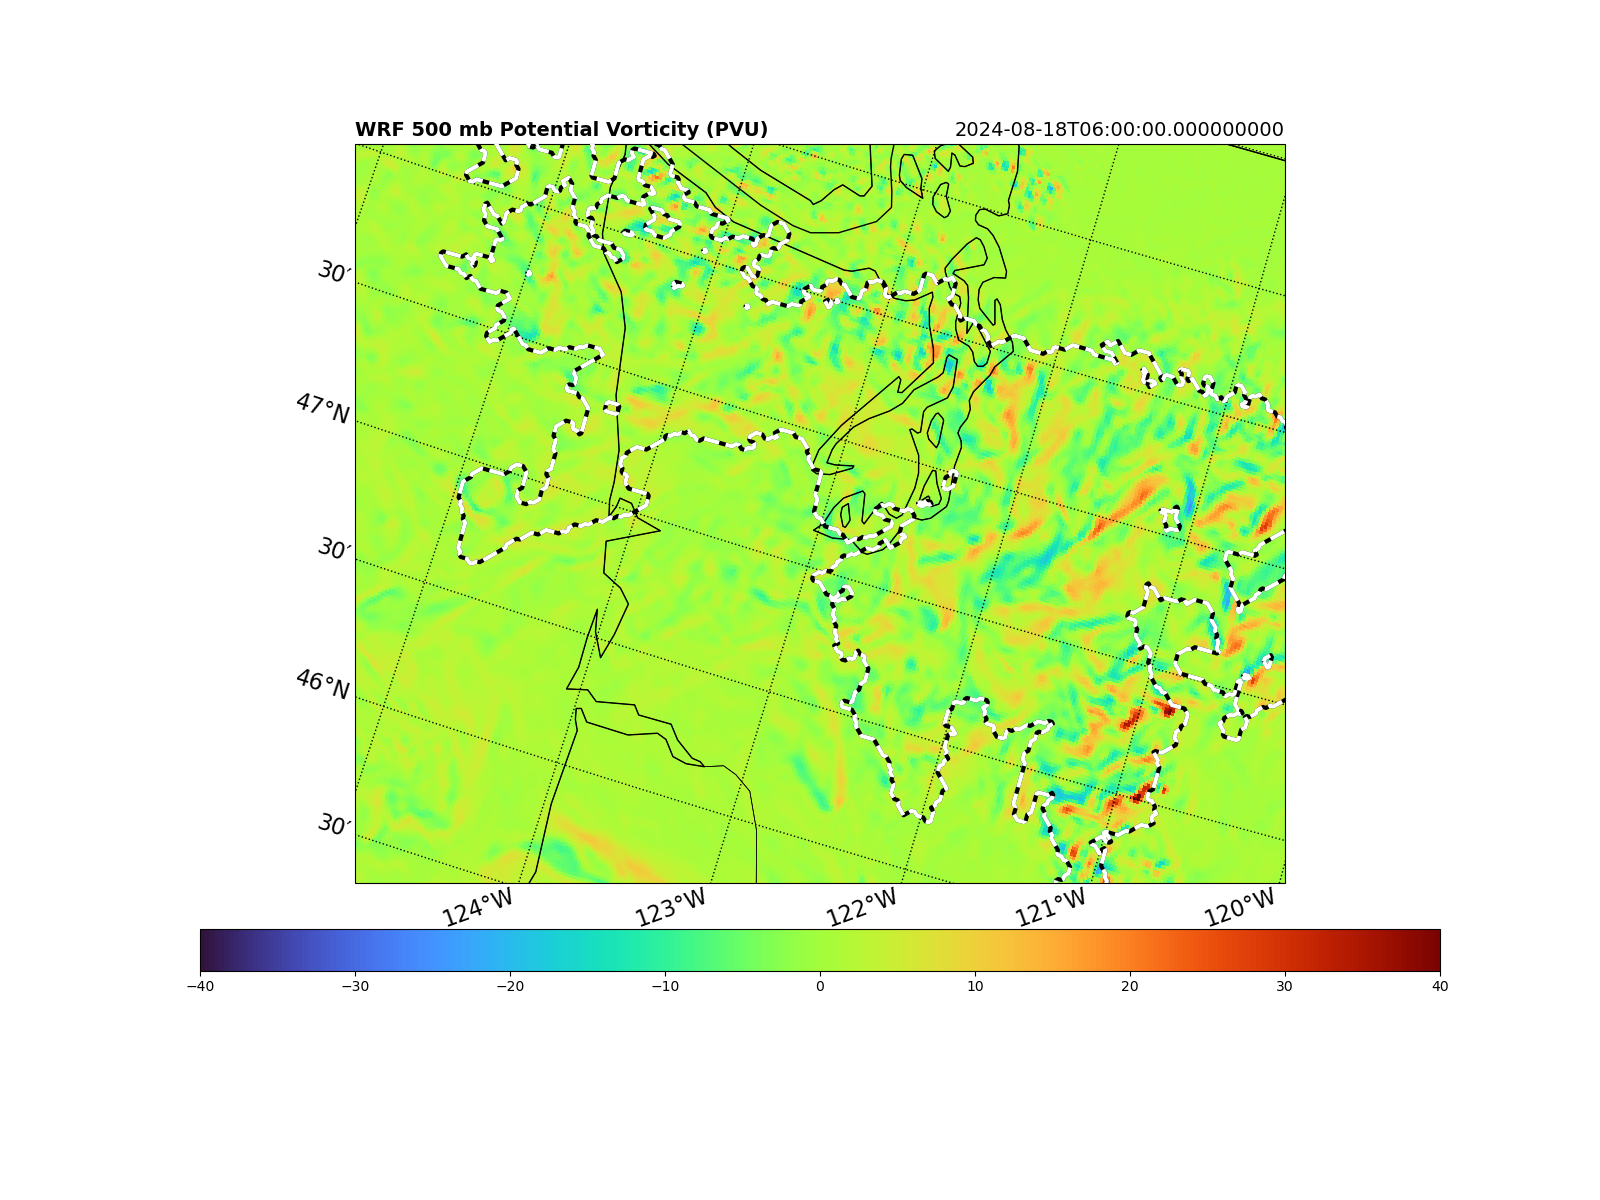 WRF 500 mb Potential Vorticity (PVU) 2024-08-18T06:00:00.000000000
30′
47°N
30′
46°N
30′
124°W 123°W 122°W 121°W 120°W
−40 −30 −20 −10 0 10 20 30 40